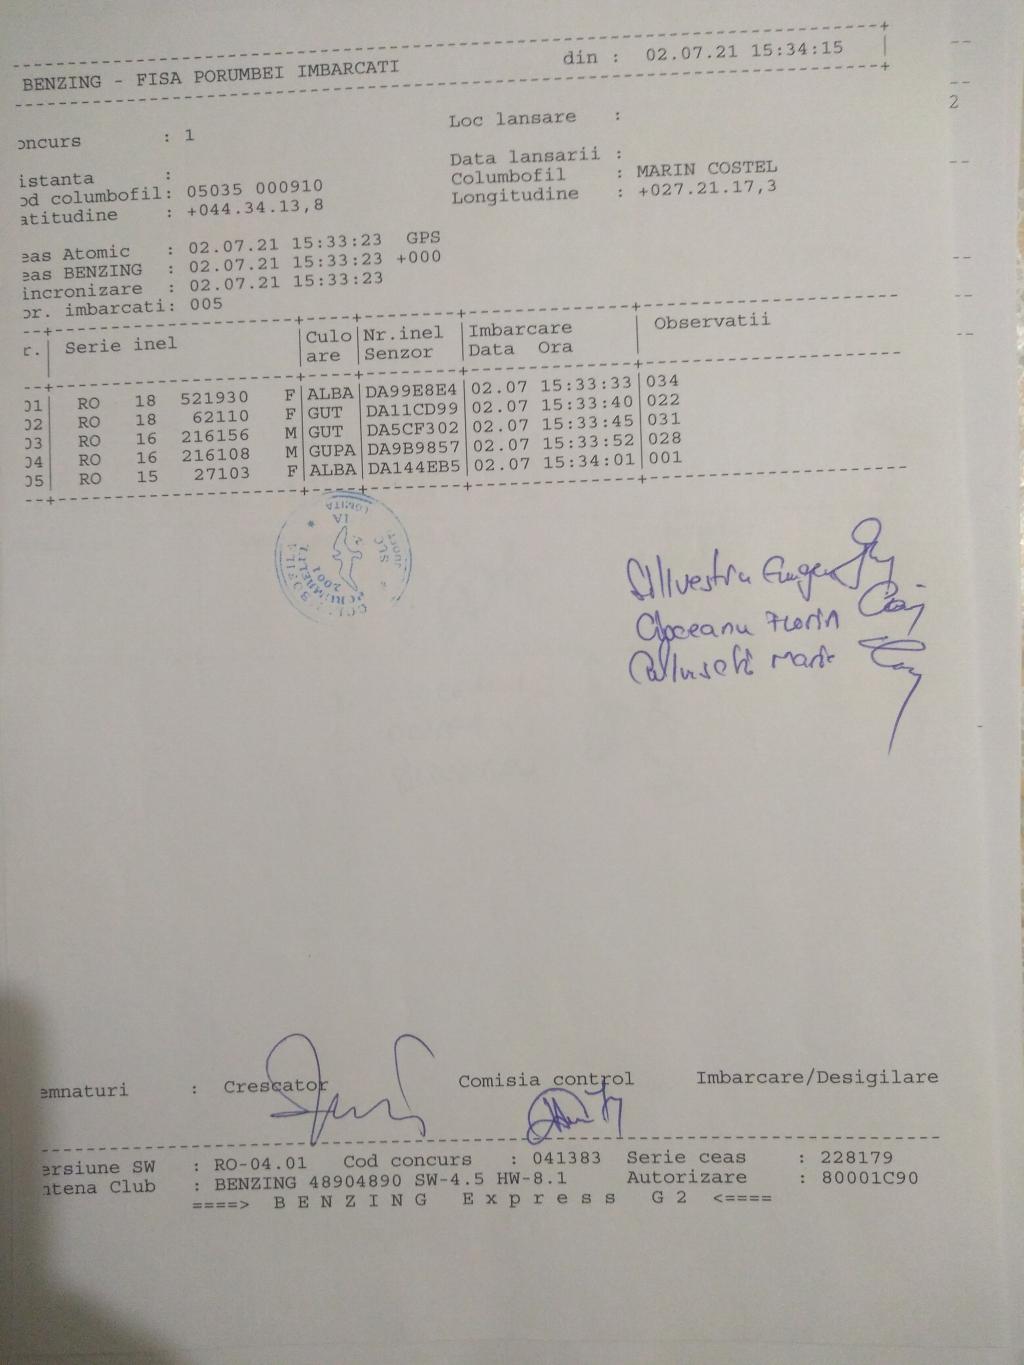 BENZING - FISA PORUMBEI IMBARCATI din : 02.07.21 15:34:15
2
oncurs : 1 Loc lansare :
istanta : Data lansarii :
od columbofil: 05035 000910 Columbofil : MARIN COSTEL
atitudine : +044.34.13,8 Longitudine : +027.21.17,3
eas Atomic : 02.07.21 15:33:23 GPS
eas BENZING : 02.07.21 15:33:23 +000
incronizare : 02.07.21 15:33:23
or. imbarcati: 005
r. Serie inel Culo Nr.inel Imbarcare Observatii
are Senzor Data Ora
01 RO 18 521930 F ALBA DA99E8E4 02.07 15:33:33 034
02 RO 18 62110 F GUT DA11CD99 02.07 15:33:40 022
03 RO 16 216156 M GUT DA5CF302 02.07 15:33:45 031
04 RO 16 216108 M GUPA DA9B9857 02.07 15:33:52 028
05 RO 15 27103 F ALBA DA144EB5 02.07 15:34:01 001
2001
Florin
emnaturi : Crescator Comisia control Imbarcare/Desigilare
ersiune SW : RO-04.01 Cod concurs : 041383 Serie ceas : 228179
ntena Club : BENZING 48904890 SW-4.5 HW-8.1 Autorizare : 80001C90
====> B E N Z I N G E x p r e s s G 2 <====